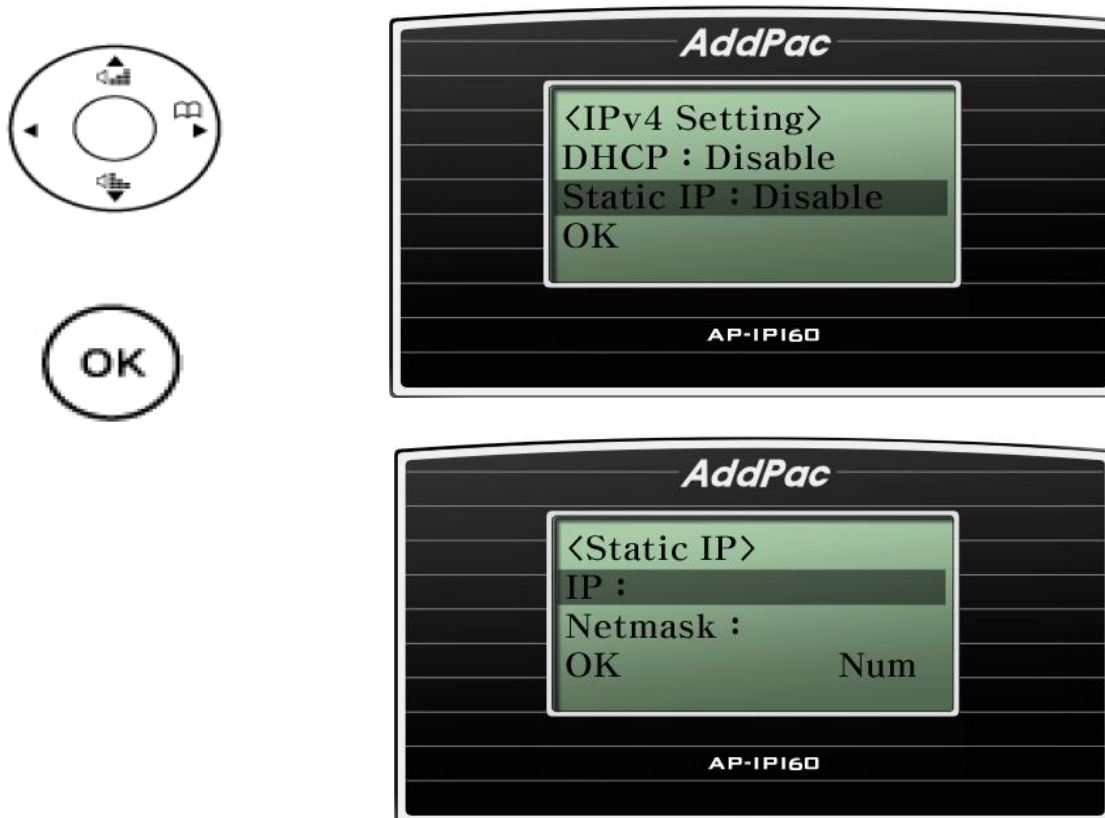 AddPac
<IPv4 Setting>
DHCP : Disable
Static IP : Disable
OK
AP-IP160
OK
AddPac
<Static IP>
IP :
Netmask :
OK Num
AP-IP160